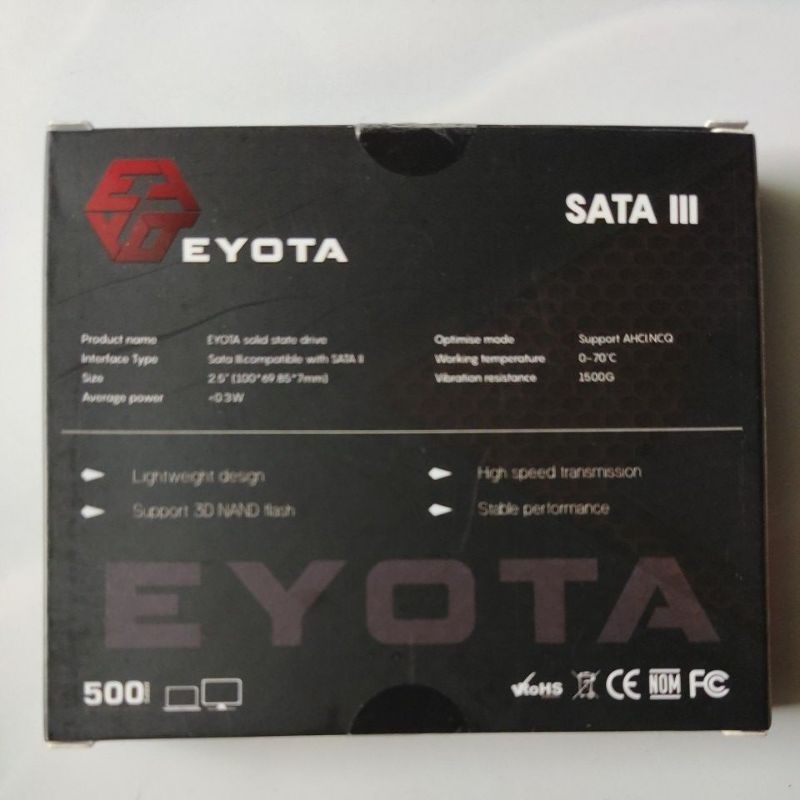 EYOTA
SATA III
Product name EYOTA solid state drive
Interface Type Sata III.compatible with SATA II
Size 2.5" (100*69.85*7mm)
Average power <0.3W
Optimise mode Support AHCI.NCQ
Working temperature 0~70℃
Vibration resistance 1500G
Lightweight design
Support 3D NAND flash
High speed transmission
Stable performance
EYOTA
500
RoHS CE NOM FC